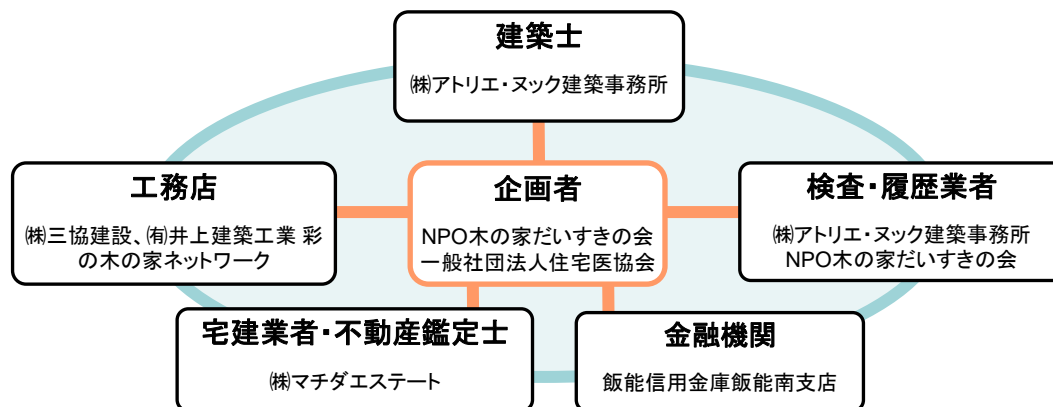 建築士
㈱アトリエ・ヌック建築事務所
工務店
㈱三協建設、㈲井上建築工業 彩
の木の家ネットワーク
企画者
NPO木の家だいすきの会
一般社団法人住宅医協会
検査・履歴業者
㈱アトリエ・ヌック建築事務所
NPO木の家だいすきの会
宅建業者・不動産鑑定士
㈱マチダエステート
金融機関
飯能信用金庫飯能南支店